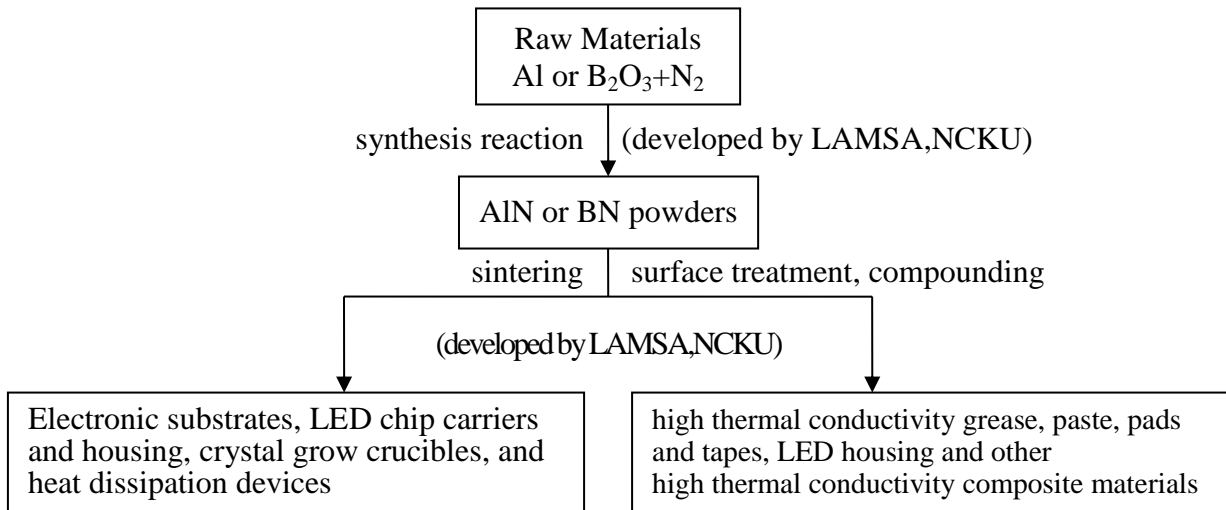 Raw Materials
Al or B₂O₃+N₂
synthesis reaction (developed by LAMSA,NCKU)
AlN or BN powders
sintering surface treatment, compounding
(developed by LAMSA,NCKU)
Electronic substrates, LED chip carriers
and housing, crystal grow crucibles, and
heat dissipation devices
high thermal conductivity grease, paste, pads
and tapes, LED housing and other
high thermal conductivity composite materials